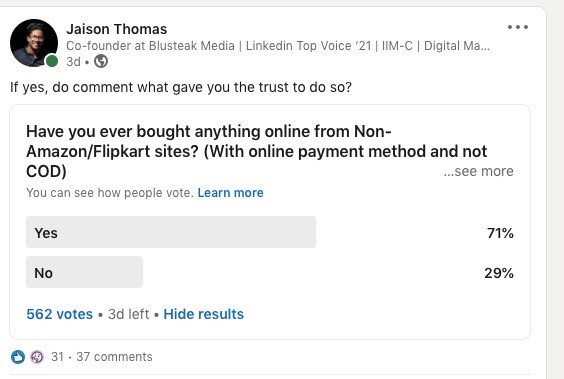 Jaison Thomas
Co-founder at Blusteak Media | Linkedin Top Voice '21 | IIM-C | Digital Ma...
3d •
If yes, do comment what gave you the trust to do so?
Have you ever bought anything online from Non-
Amazon/Flipkart sites? (With online payment method and not
COD) ...see more
You can see how people vote. Learn more
Yes 71%
No 29%
562 votes • 3d left • Hide results
31 · 37 comments